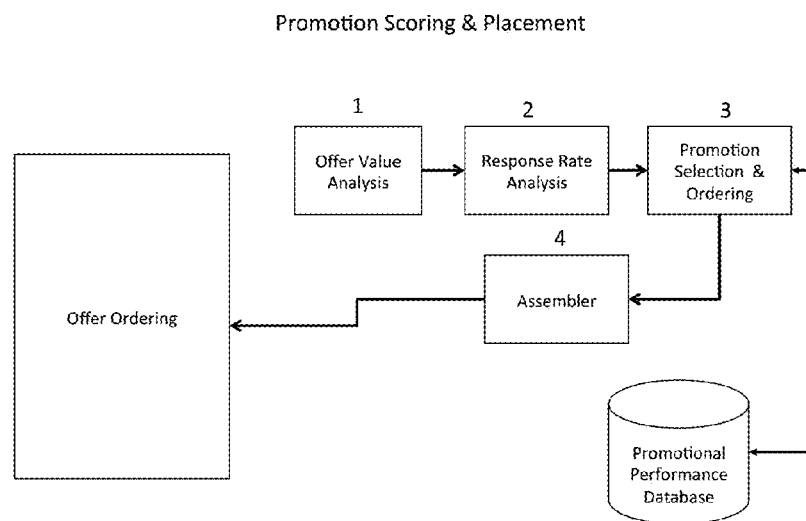 Promotion Scoring & Placement
1
2
3
Offer Value
Analysis
Response Rate
Analysis
Promotion
Selection &
Ordering
4
Assembler
Offer Ordering
Promotional
Performance
Database